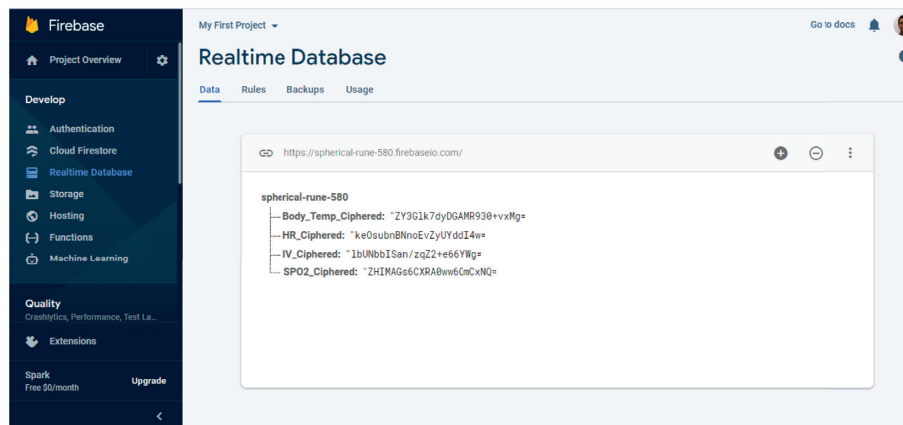 Firebase
Project Overview
Develop
Authentication
Cloud Firestore
Realtime Database
Storage
Hosting
Functions
Machine Learning
Quality
Crashlytics, Performance, Test La...
Extensions
Spark
Free $0/month
Upgrade
My First Project
Go to docs
Realtime Database
Data Rules Backups Usage
https://spherical-rune-580.firebaseio.com/
spherical-rune-580
Body_Temp_Ciphered: "ZY3Glk7dyDGAMR930+vxMg=
HR_Ciphered: "keOsubnBNnoEvZyUYddI4w=
IV_Ciphered: "lbUNbbISan/zqZ2+e66YWg=
SPO2_Ciphered: "ZHIMAGs6CXRA0ww6CmCxNQ=